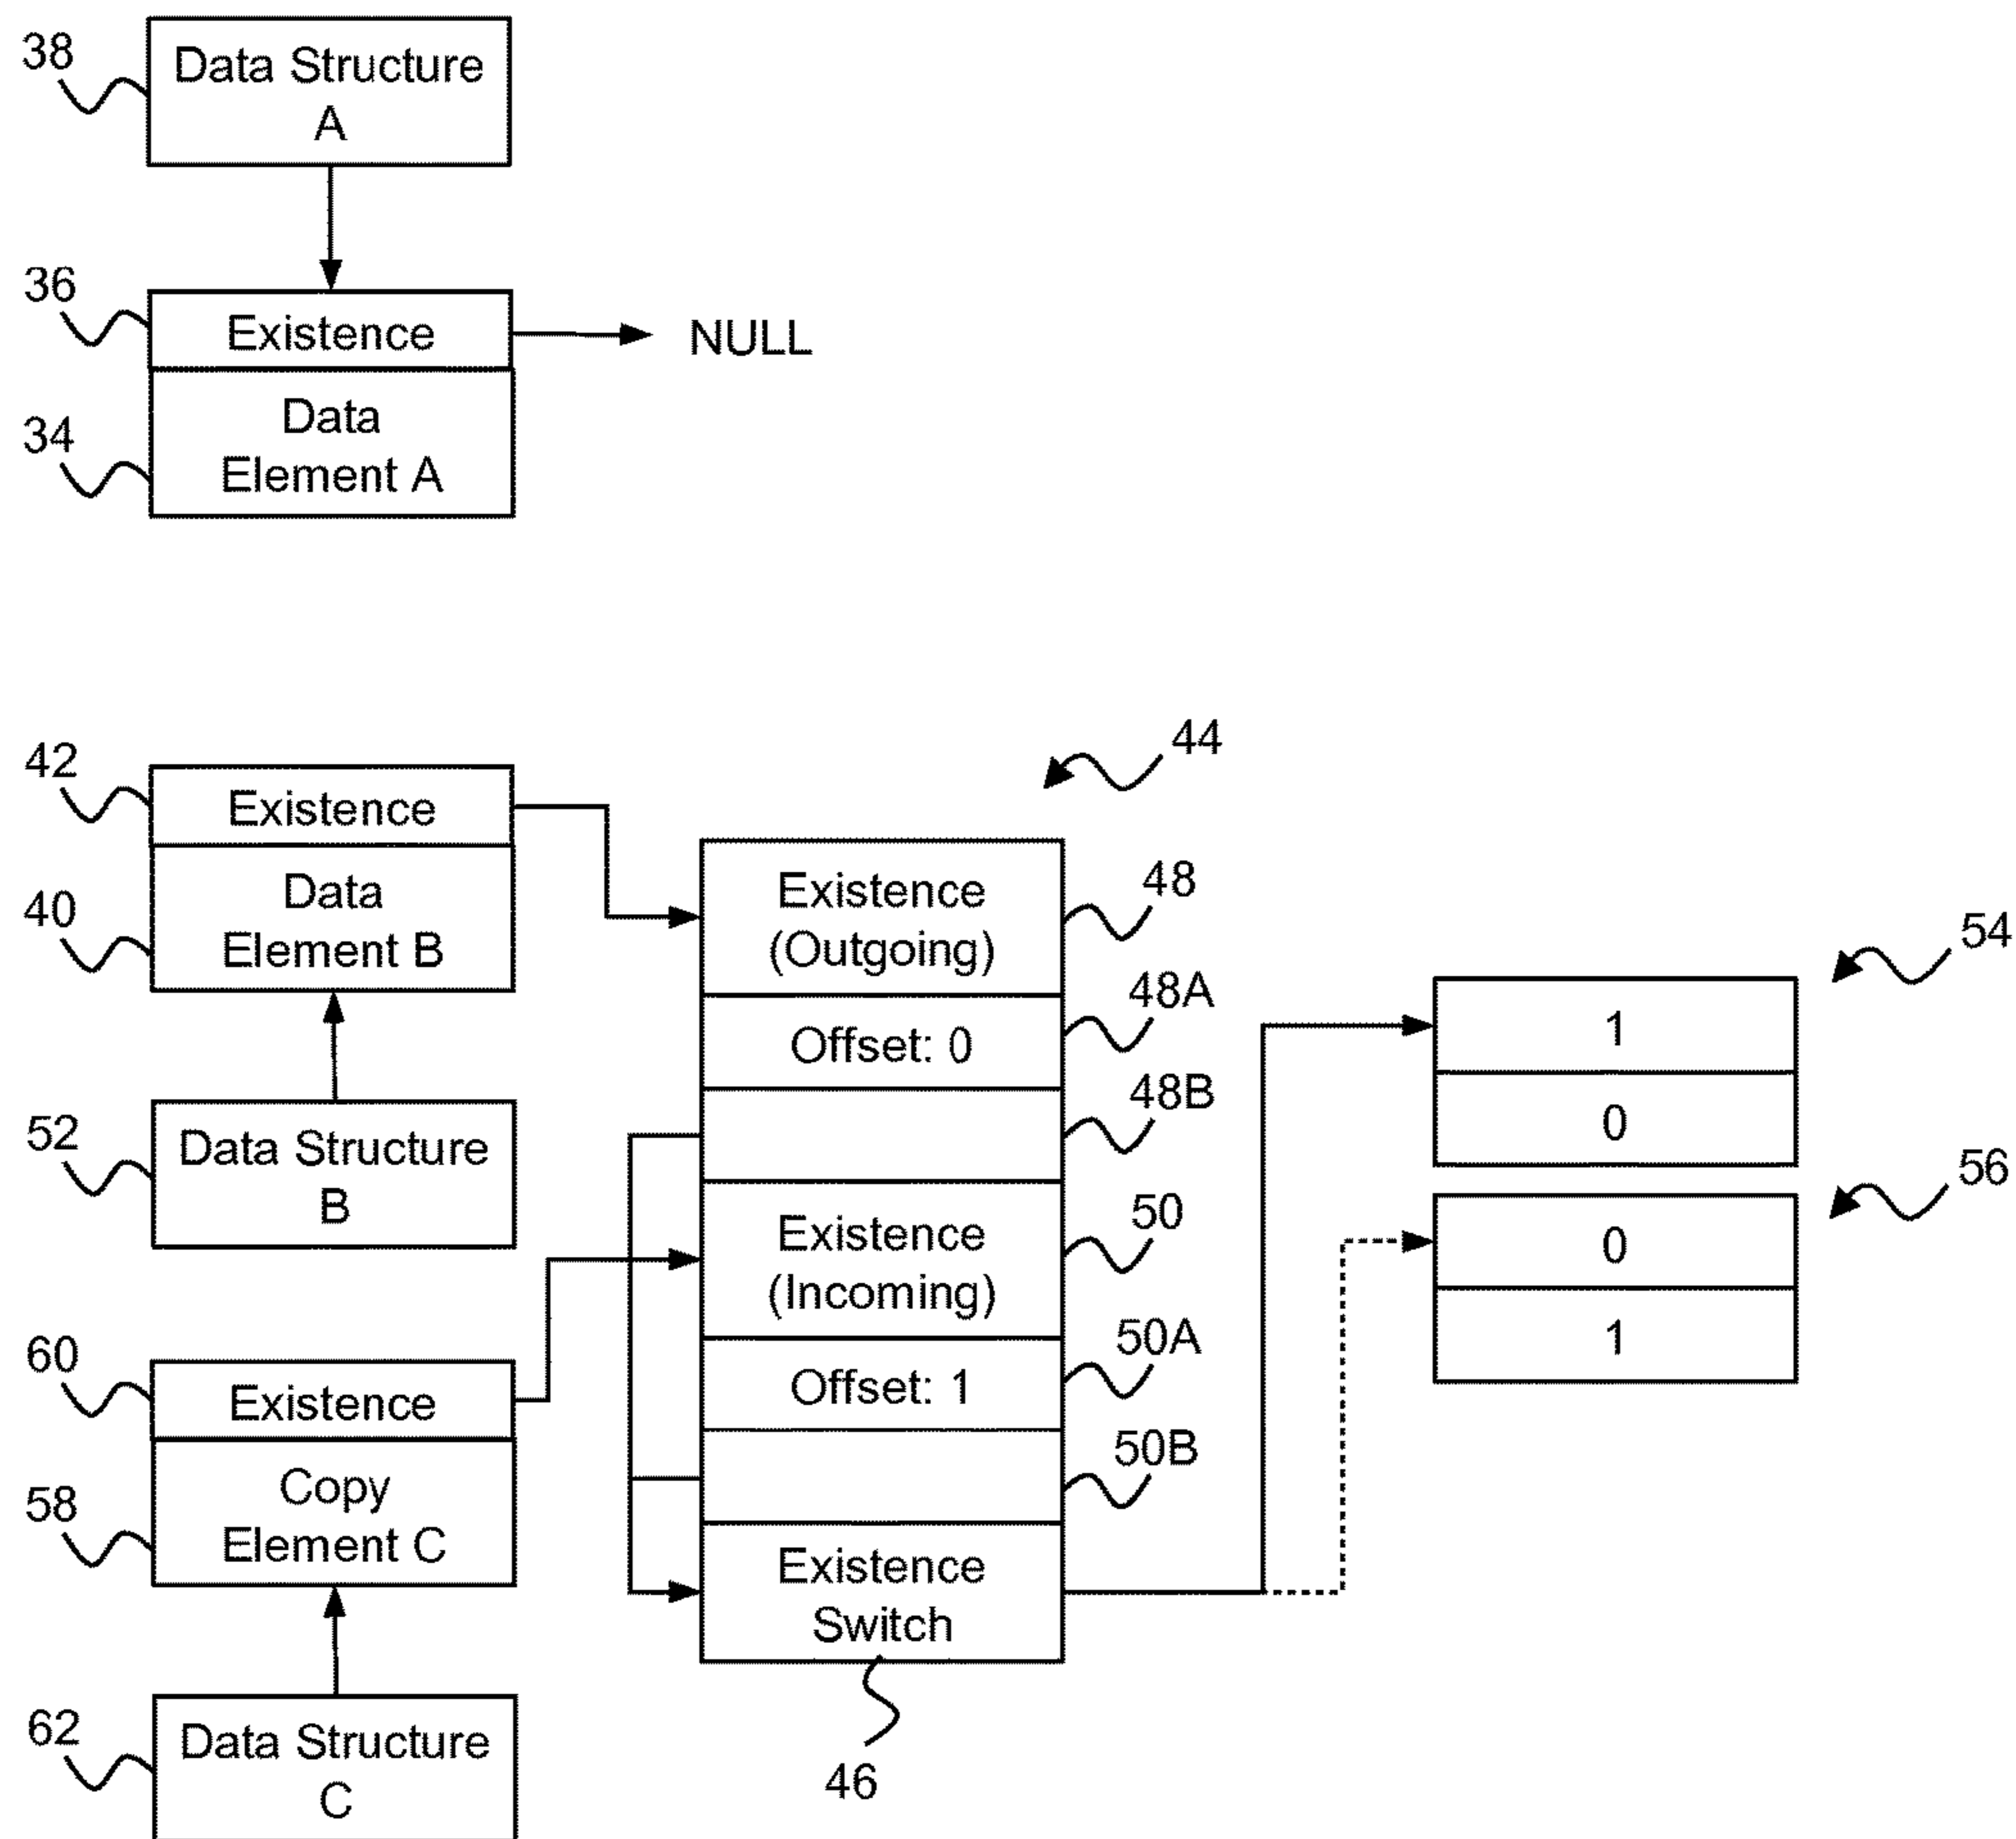 38
Data Structure
A
36
Existence
NULL
34
Data
Element A
44
42
Existence
40
Data
Element B
Existence
(Outgoing)
48
48A
Offset: 0
48B
54
1
0
52
Data Structure
B
Existence
(Incoming)
50
56
0
1
50A
Offset: 1
60
Existence
50B
58
Copy
Element C
Existence
Switch
62
Data Structure
C
46